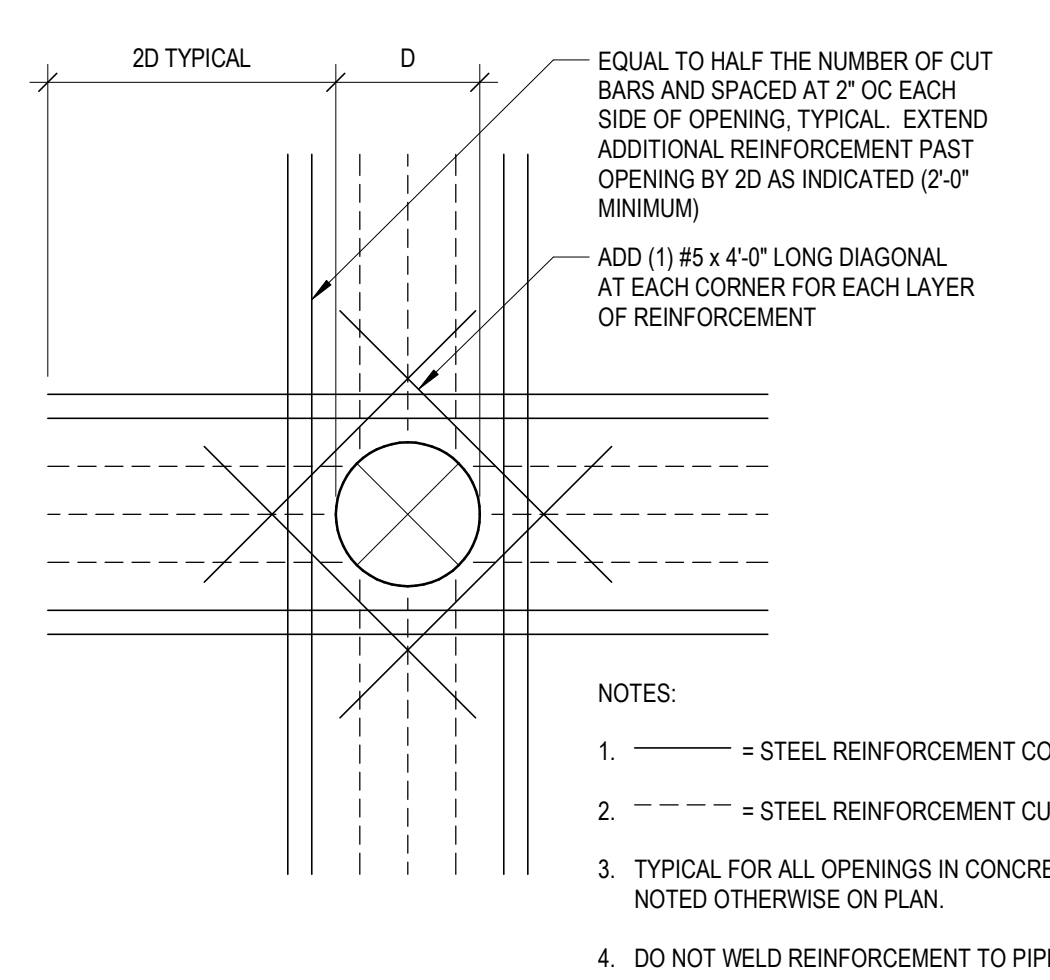 2D TYPICAL
D
EQUAL TO HALF THE NUMBER OF CUT
BARS AND SPACED AT 2" OC EACH
SIDE OF OPENING, TYPICAL. EXTEND
ADDITIONAL REINFORCEMENT PAST
OPENING BY 2D AS INDICATED (2'-0"
MINIMUM)
ADD (1) #5 x 4'-0" LONG DIAGONAL
AT EACH CORNER FOR EACH LAYER
OF REINFORCEMENT
NOTES:
1. = STEEL REINFORCEMENT
2. = STEEL REINFORCEMENT
3. TYPICAL FOR ALL OPENINGS IN
NOTED OTHERWISE ON PLAN.
4. DO NOT WELD REINFORCEMENT TO